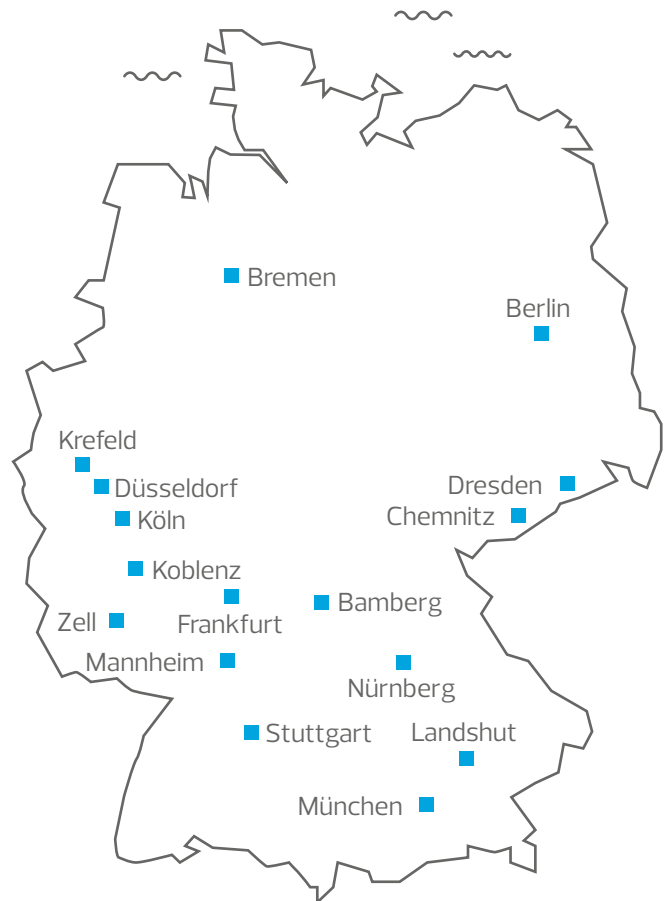 Bremen
Berlin
Krefeld
Düsseldorf
Dresden
Köln
Chemnitz
Koblenz
Bamberg
Zell
Frankfurt
Mannheim
Nürnberg
Stuttgart
Landshut
München